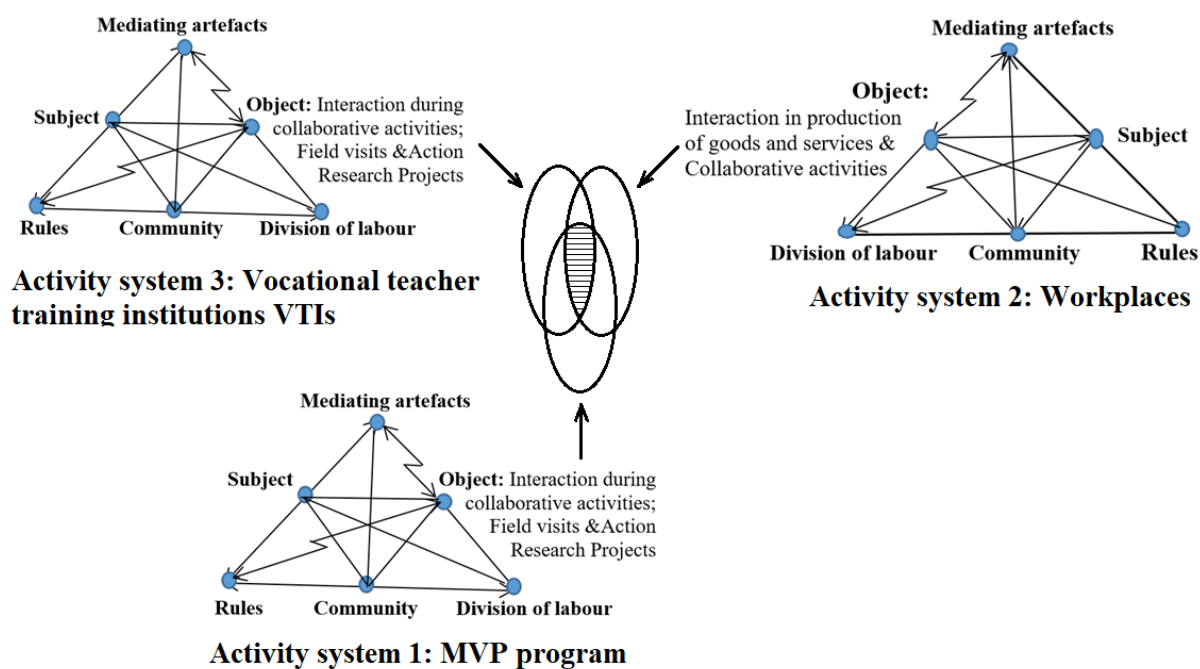 Mediating artefacts
Subject
Object: Interaction during
collaborative activities;
Field visits &Action
Research Projects
Rules
Community
Division of labour
Activity system 3: Vocational teacher
training institutions VTIs
Mediating artefacts
Object:
Interaction in production
of goods and services &
Collaborative activities
Subject
Division of labour
Community
Rules
Activity system 2: Workplaces
Mediating artefacts
Subject
Object: Interaction during
collaborative activities;
Field visits &Action
Research Projects
Rules
Community
Division of labour
Activity system 1: MVP program